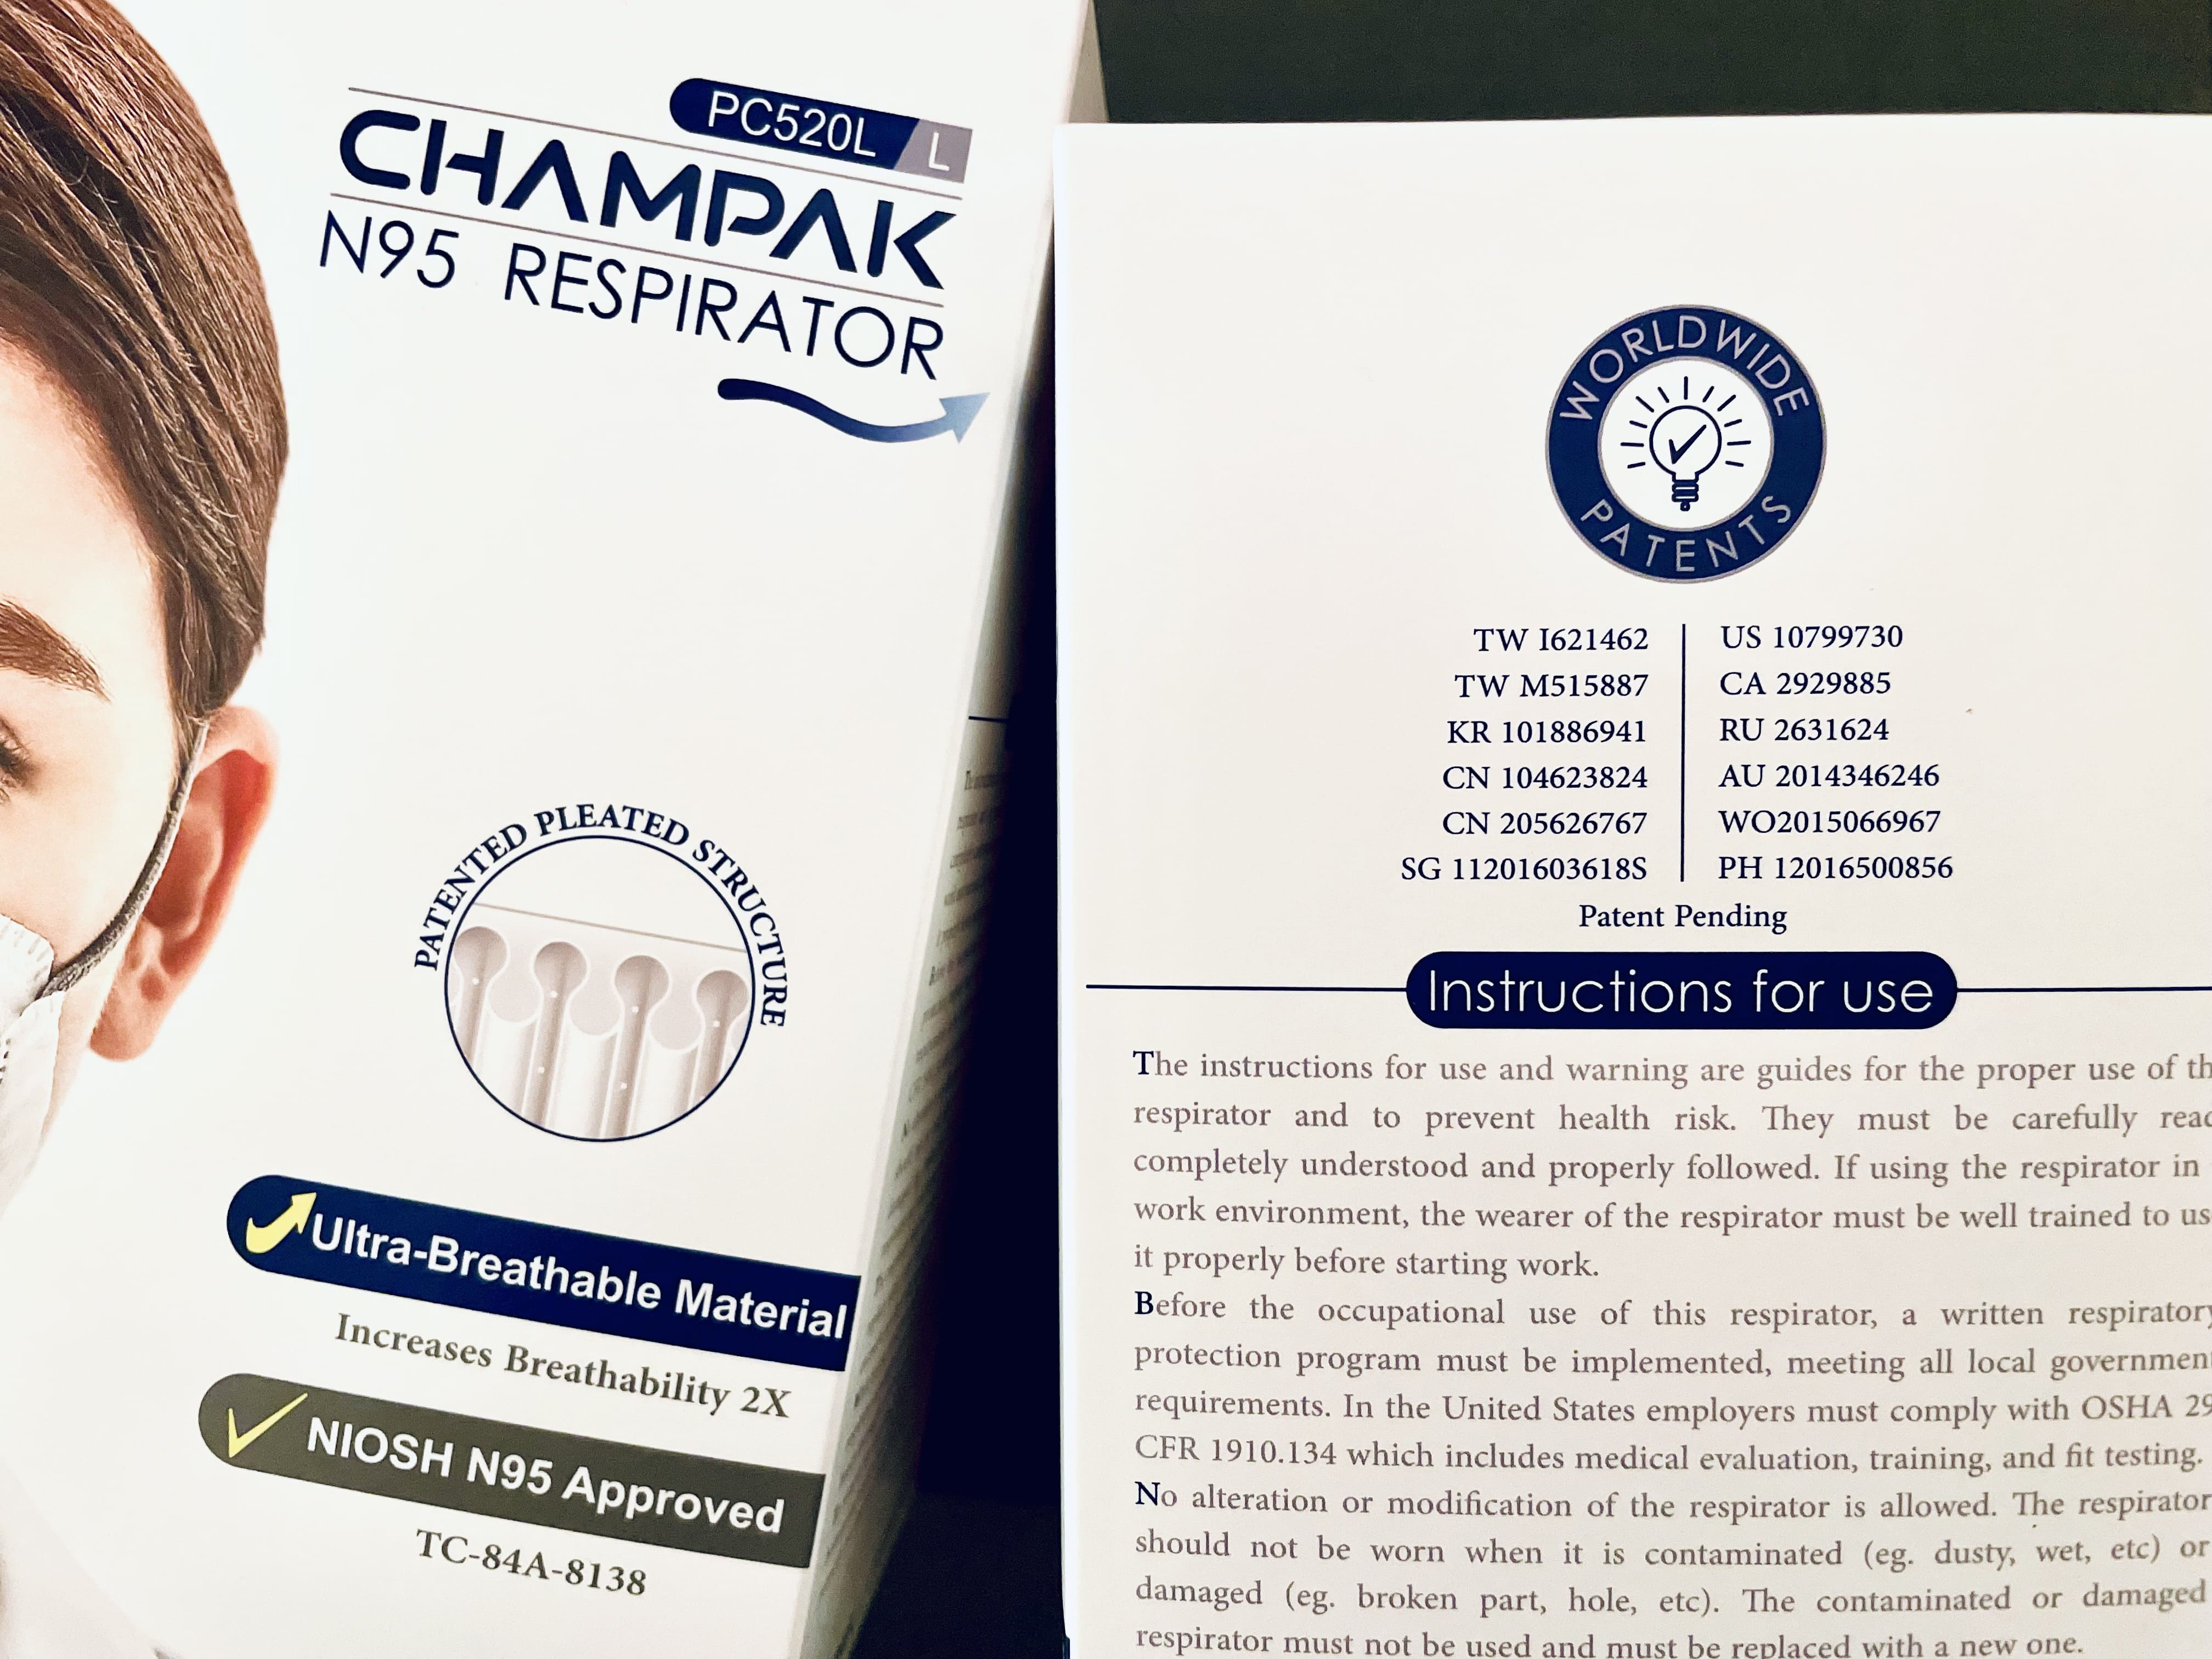 PC520L L
CHAMPAK
N95 RESPIRATOR
PATENTED PLEATED STRUCTURE
Ultra-Breathable Material
Increases Breathability 2X
NIOSH N95 Approved
TC-84A-8138
WORLDWIDE
PATENTS
TW I621462 US 10799730
TW M515887 CA 2929885
KR 101886941 RU 2631624
CN 104623824 AU 2014346246
CN 205626767 WO2015066967
SG 11201603618S PH 12016500856
Patent Pending
Instructions for use
The instructions for use and warning are guides for the proper use of th
respirator and to prevent health risk. They must be carefully read
completely understood and properly followed. If using the respirator in
work environment, the wearer of the respirator must be well trained to us
it properly before starting work.
Before the occupational use of this respirator, a written respiratory
protection program must be implemented, meeting all local government
requirements. In the United States employers must comply with OSHA 29
CFR 1910.134 which includes medical evaluation, training, and fit testing.
No alteration or modification of the respirator is allowed. The respirator
should not be worn when it is contaminated (eg. dusty, wet, etc) or
damaged (eg. broken part, hole, etc). The contaminated or damaged
respirator must not be used and must be replaced with a new one.